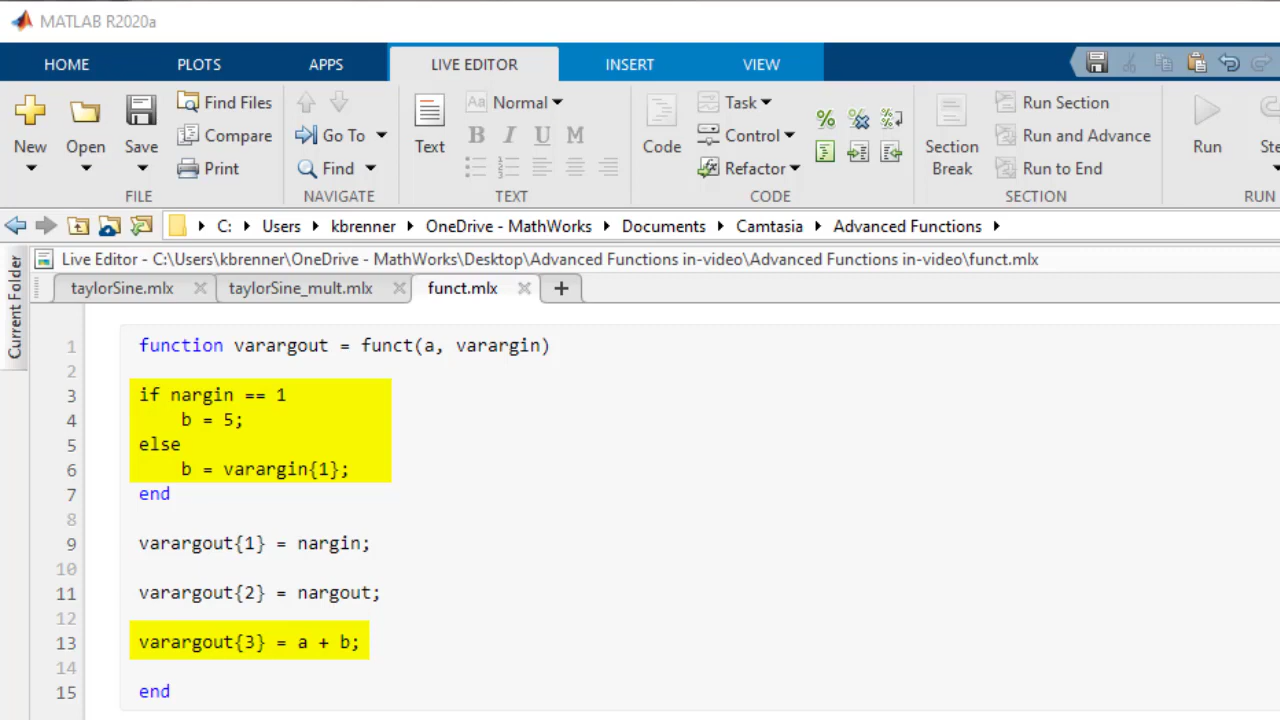 MATLAB R2020a
HOME PLOTS APPS LIVE EDITOR INSERT VIEW
New Open Save Find Files Compare Print
FILE
Go To Find
NAVIGATE
Text Aa Normal B I U M
TEXT
Code Task Control Refactor
CODE
Section Break Run Section Run and Advance Run to End
SECTION
Run Ste
RUN
C: Users kbrenner OneDrive - MathWorks Documents Camtasia Advanced Functions
Current Folder
Live Editor - C:\Users\kbrenner\OneDrive - MathWorks\Desktop\Advanced Functions in-video\Advanced Functions in-video\funct.mlx
taylorSine.mlx taylorSine_mult.mlx funct.mlx +
1 function varargout = funct(a, varargin)
2
3 if nargin == 1
4 b = 5;
5 else
6 b = varargin{1};
7 end
8
9 varargout{1} = nargin;
10
11 varargout{2} = nargout;
12
13 varargout{3} = a + b;
14
15 end